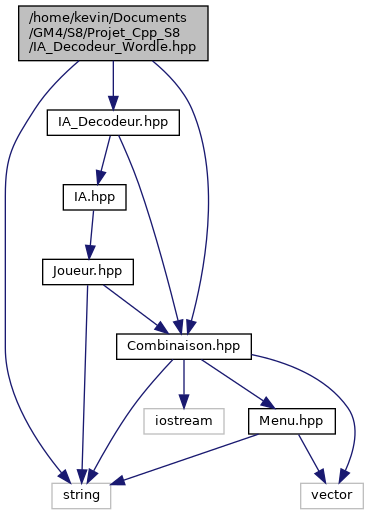 /home/kevin/Documents
/GM4/S8/Projet_Cpp_S8
/IA_Decodeur_Wordle.hpp
IA_Decodeur.hpp
IA.hpp
Joueur.hpp
Combinaison.hpp
iostream
Menu.hpp
string
vector